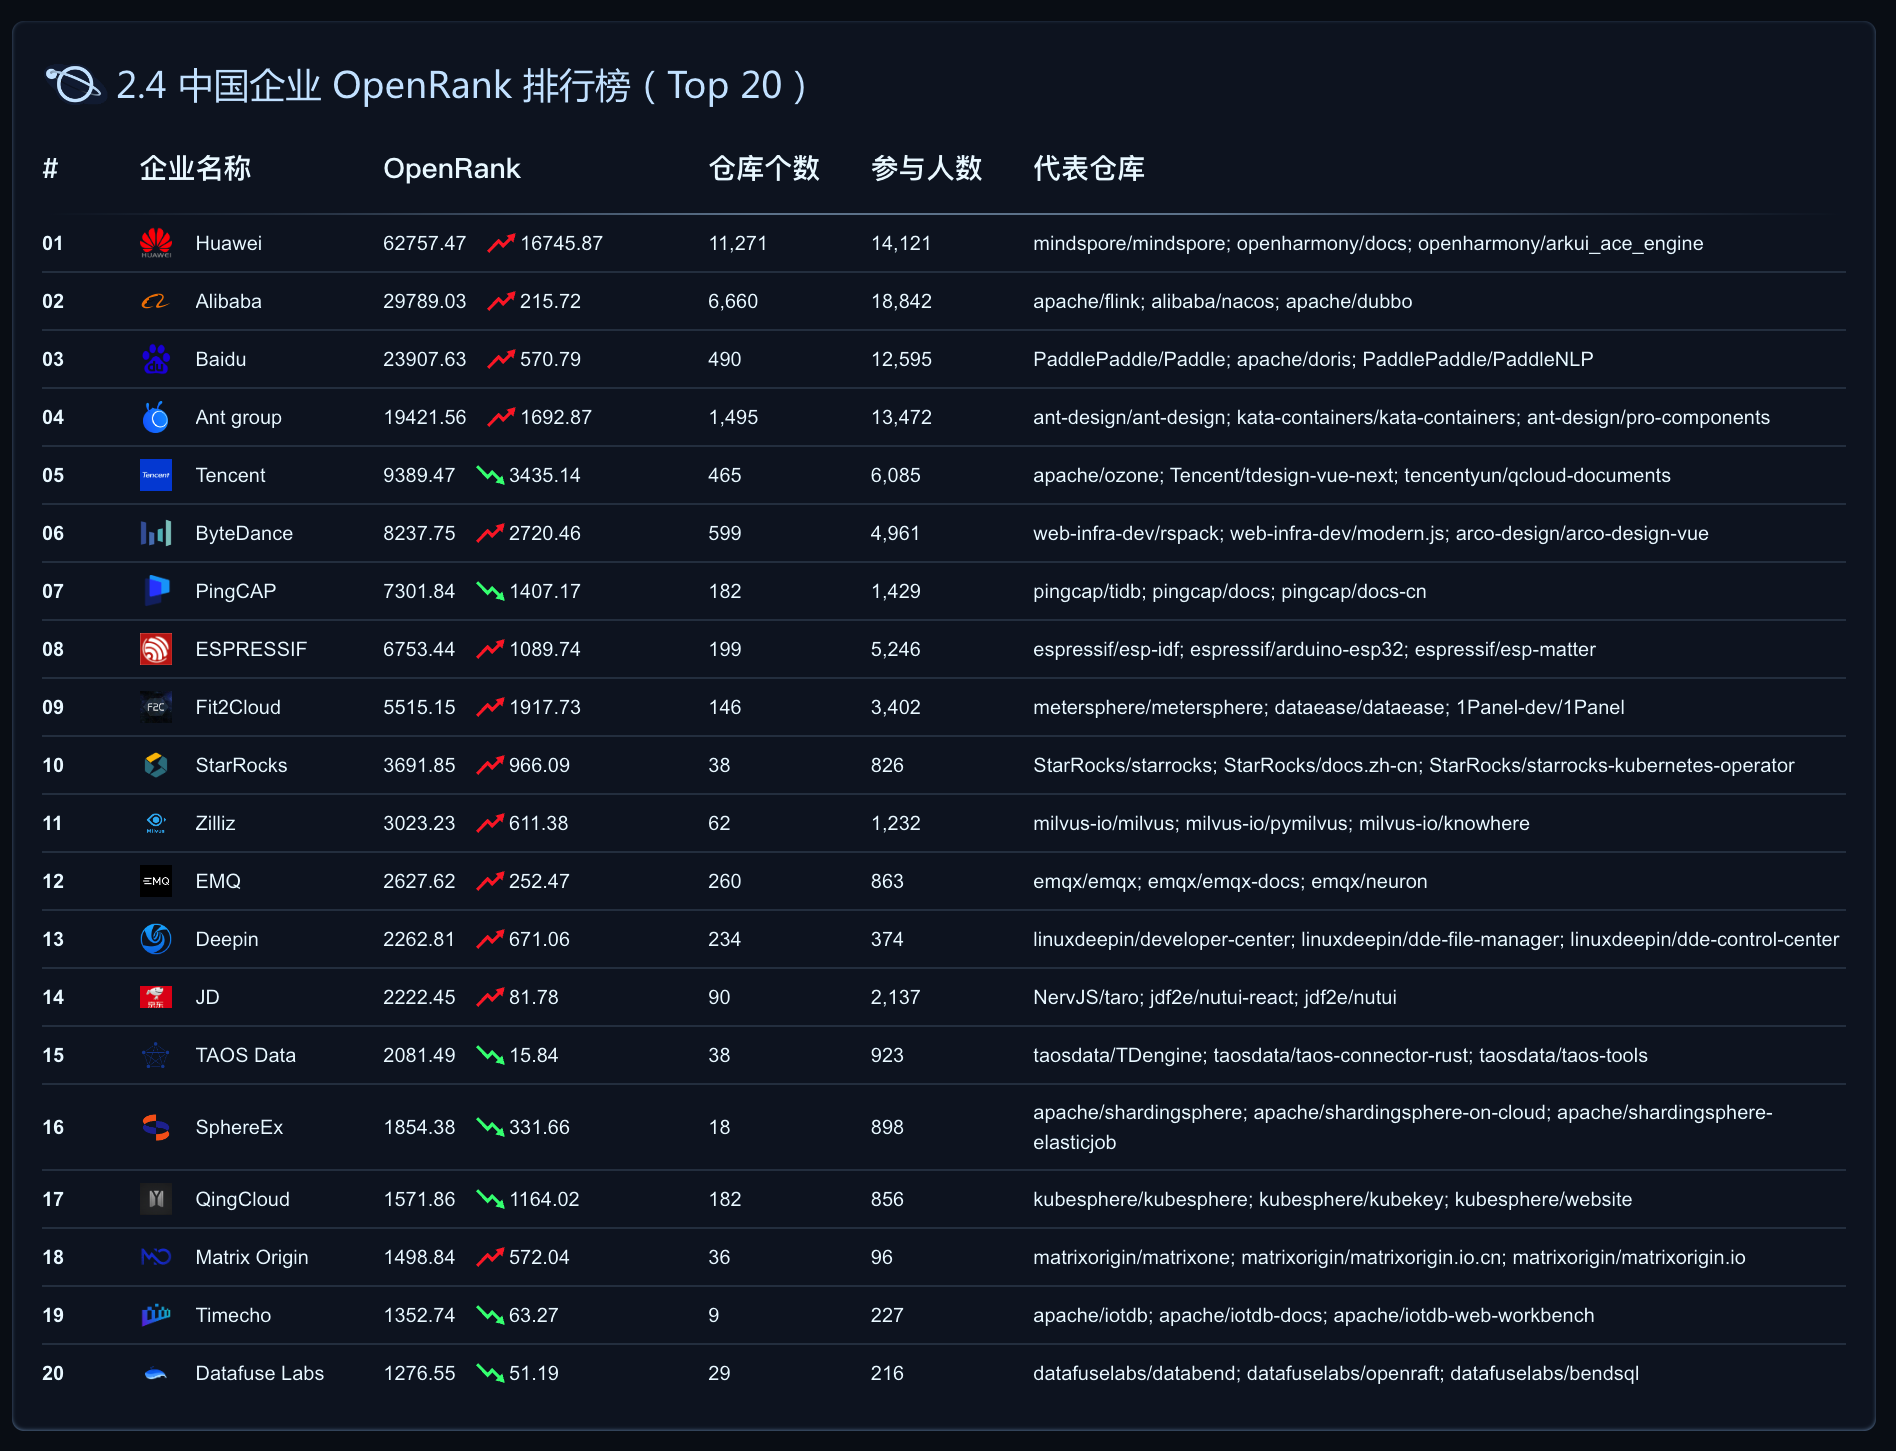 2.4 中国企业 OpenRank 排行榜 ( Top 20 )
# 企业名称 OpenRank 仓库个数 参与人数 代表仓库
01 HUAWEI Huawei 62757.47 16745.87 11,271 14,121 mindspore/mindspore; openharmony/docs; openharmony/arkui_ace_engine
02 Alibaba 29789.03 215.72 6,660 18,842 apache/flink; alibaba/nacos; apache/dubbo
03 Baidu 23907.63 570.79 490 12,595 PaddlePaddle/Paddle; apache/doris; PaddlePaddle/PaddleNLP
04 Ant group 19421.56 1692.87 1,495 13,472 ant-design/ant-design; kata-containers/kata-containers; ant-design/pro-components
05 Tencent Tencent 9389.47 3435.14 465 6,085 apache/ozone; Tencent/tdesign-vue-next; tencentyun/qcloud-documents
06 ByteDance 8237.75 2720.46 599 4,961 web-infra-dev/rspack; web-infra-dev/modern.js; arco-design/arco-design-vue
07 PingCAP 7301.84 1407.17 182 1,429 pingcap/tidb; pingcap/docs; pingcap/docs-cn
08 ESPRESSIF 6753.44 1089.74 199 5,246 espressif/esp-idf; espressif/arduino-esp32; espressif/esp-matter
09 F2C Fit2Cloud 5515.15 1917.73 146 3,402 metersphere/metersphere; dataease/dataease; 1Panel-dev/1Panel
10 StarRocks 3691.85 966.09 38 826 StarRocks/starrocks; StarRocks/docs.zh-cn; StarRocks/starrocks-kubernetes-operator
11 Milvus Zilliz 3023.23 611.38 62 1,232 milvus-io/milvus; milvus-io/pymilvus; milvus-io/knowhere
12 EMQ EMQ 2627.62 252.47 260 863 emqx/emqx; emqx/emqx-docs; emqx/neuron
13 Deepin 2262.81 671.06 234 374 linuxdeepin/developer-center; linuxdeepin/dde-file-manager; linuxdeepin/dde-control-center
14 京东 JD 2222.45 81.78 90 2,137 NervJS/taro; jdf2e/nutui-react; jdf2e/nutui
15 TAOS Data 2081.49 15.84 38 923 taosdata/TDengine; taosdata/taos-connector-rust; taosdata/taos-tools
16 SphereEx 1854.38 331.66 18 898 apache/shardingsphere; apache/shardingsphere-on-cloud; apache/shardingsphere-
elasticjob
17 QingCloud 1571.86 1164.02 182 856 kubesphere/kubesphere; kubesphere/kubekey; kubesphere/website
18 Matrix Origin 1498.84 572.04 36 96 matrixorigin/matrixone; matrixorigin/matrixorigin.io.cn; matrixorigin/matrixorigin.io
19 Timecho 1352.74 63.27 9 227 apache/iotdb; apache/iotdb-docs; apache/iotdb-web-workbench
20 Datafuse Labs 1276.55 51.19 29 216 datafuselabs/databend; datafuselabs/openraft; datafuselabs/bendsql